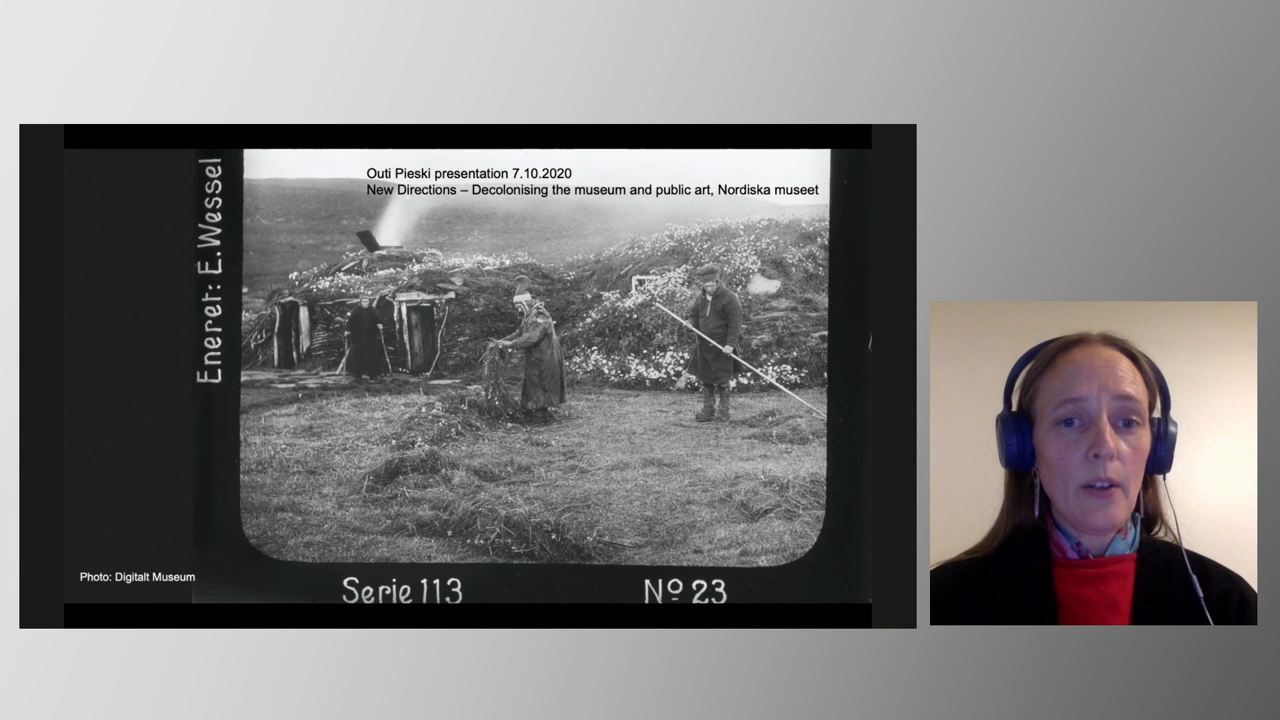 Outi Pieski presentation 7.10.2020
New Directions – Decolonising the museum and public art, Nordiska museet
Eneret: E. Wessel
Photo: Digitalt Museum
Serie 113
Nº 23